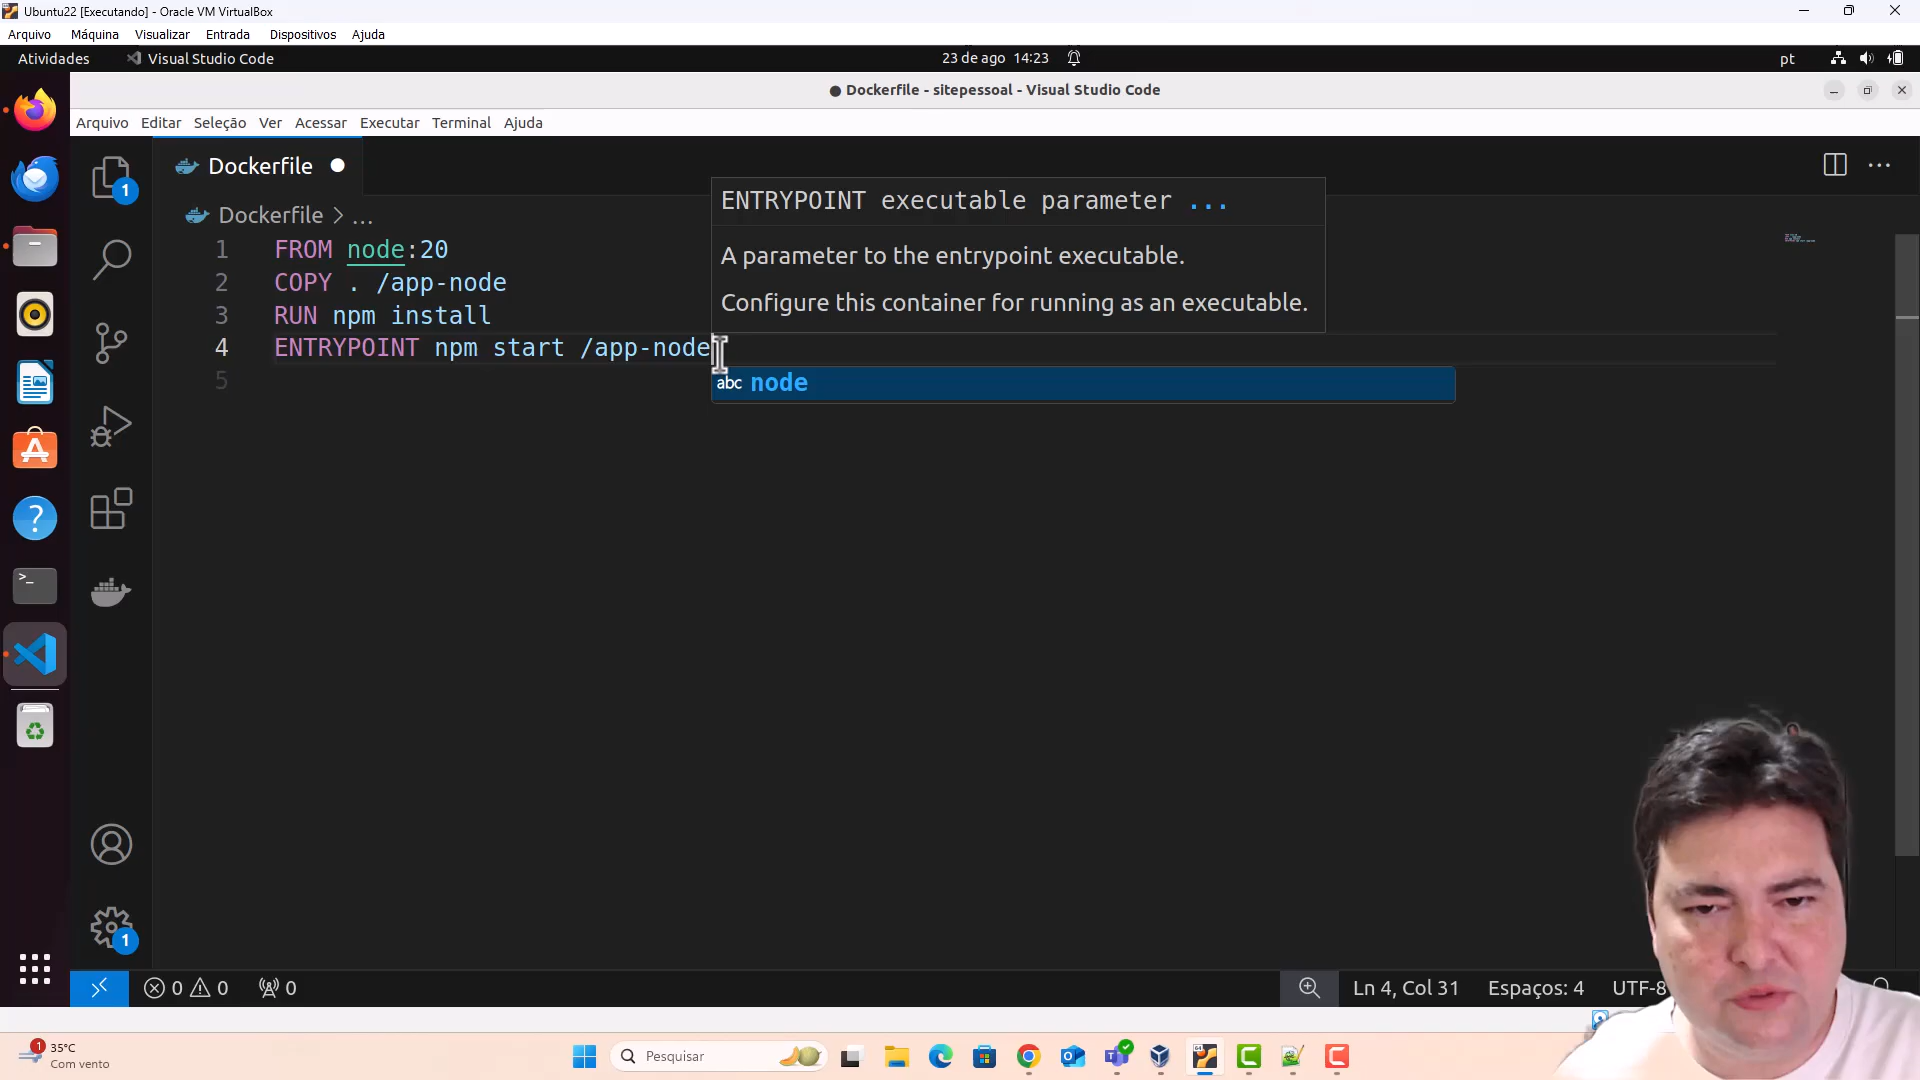 Ubuntu22 [Executando] - Oracle VM VirtualBox
Arquivo Máquina Visualizar Entrada Dispositivos Ajuda
Atividades Visual Studio Code 23 de ago 14:23 pt
● Dockerfile - sitepessoal - Visual Studio Code
Arquivo Editar Seleção Ver Acessar Executar Terminal Ajuda
Dockerfile
1
Dockerfile > ...
ENTRYPOINT executable parameter ...
A parameter to the entrypoint executable.
Configure this container for running as an executable.
1 FROM node:20
2 COPY . /app-node
3 RUN npm install
4 ENTRYPOINT npm start /app-node
5
abc node
1
0 0 0 Ln 4, Col 31 Espaços: 4 UTF-8
1 35°C
Com vento
Pesquisar